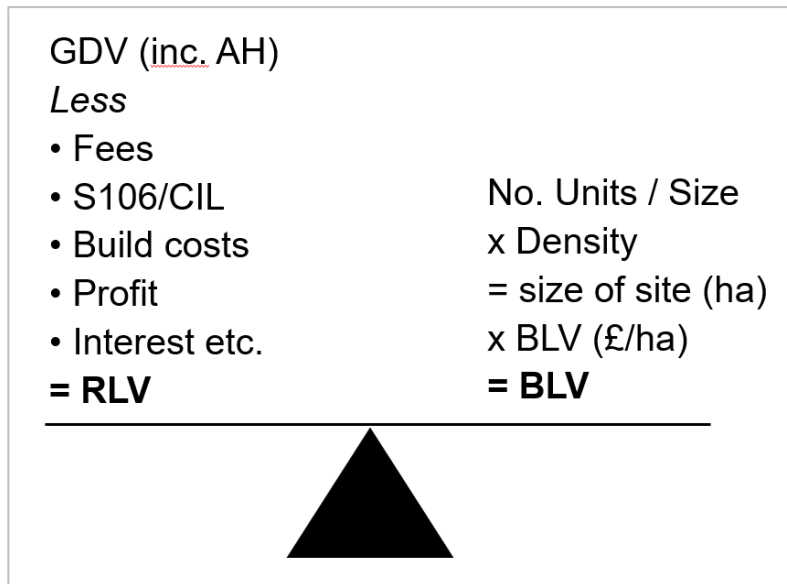 GDV (inc. AH)
Less
• Fees
• S106/CIL
• Build costs
• Profit
• Interest etc.
= RLV
No. Units / Size
x Density
= size of site (ha)
x BLV (£/ha)
= BLV